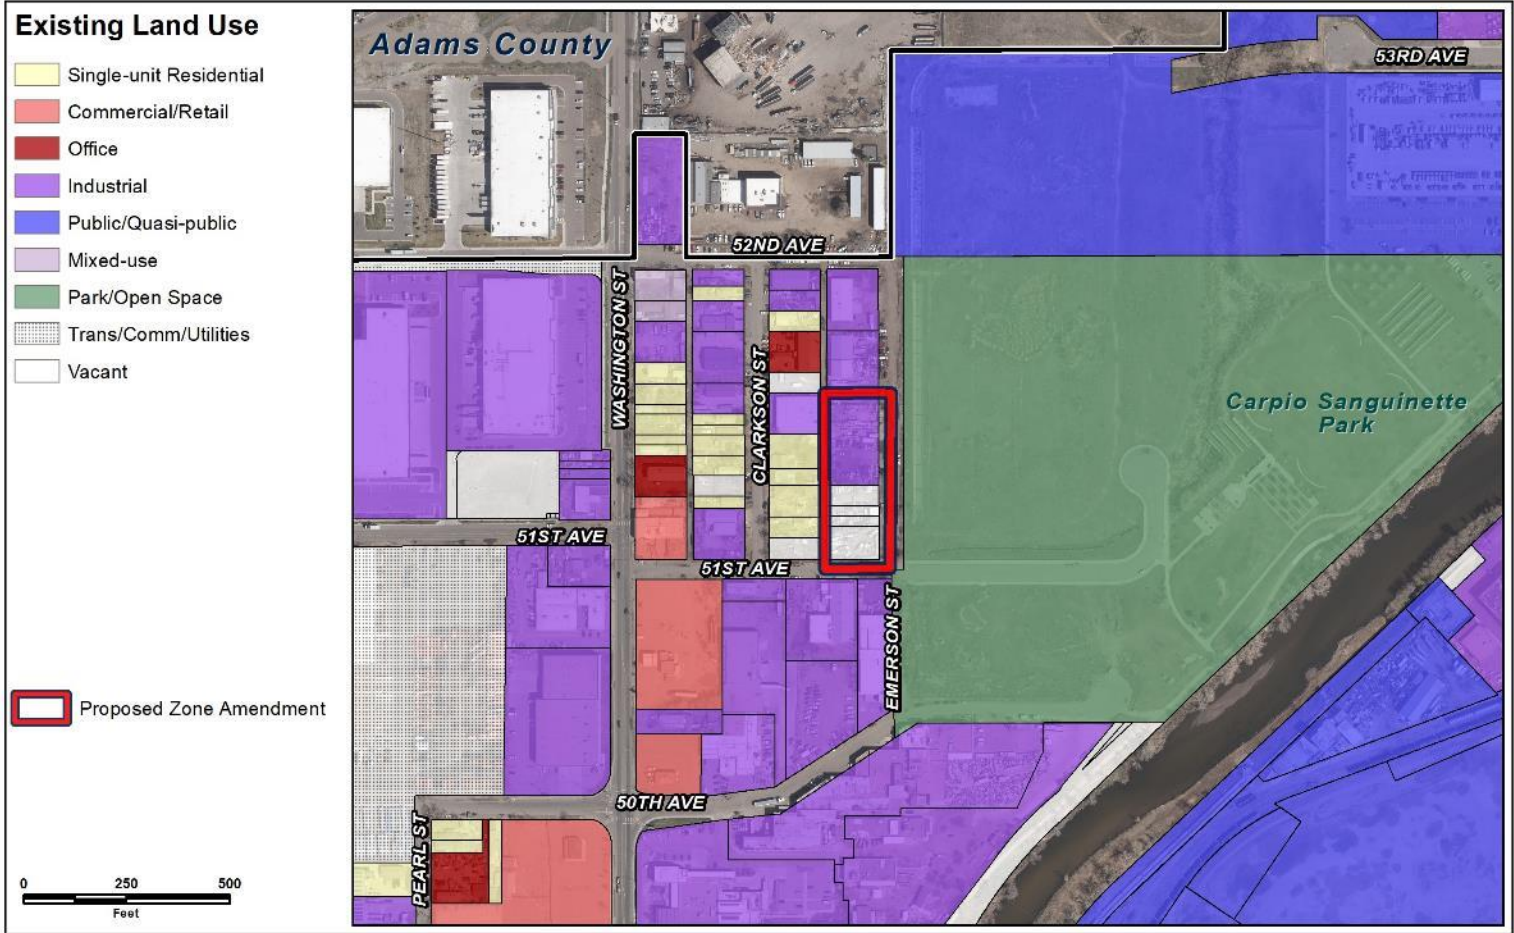 Existing Land Use
Single-unit Residential
Commercial/Retail
Office
Industrial
Public/Quasi-public
Mixed-use
Park/Open Space
Trans/Comm/Utilities
Vacant
Proposed Zone Amendment
0 250 500
Feet
Adams County
53RD AVE
52ND AVE
WASHINGTON ST
CLARKSON ST
Carpio Sanguinette
Park
51ST AVE
51ST AVE
EMERSON ST
50TH AVE
PEARL ST